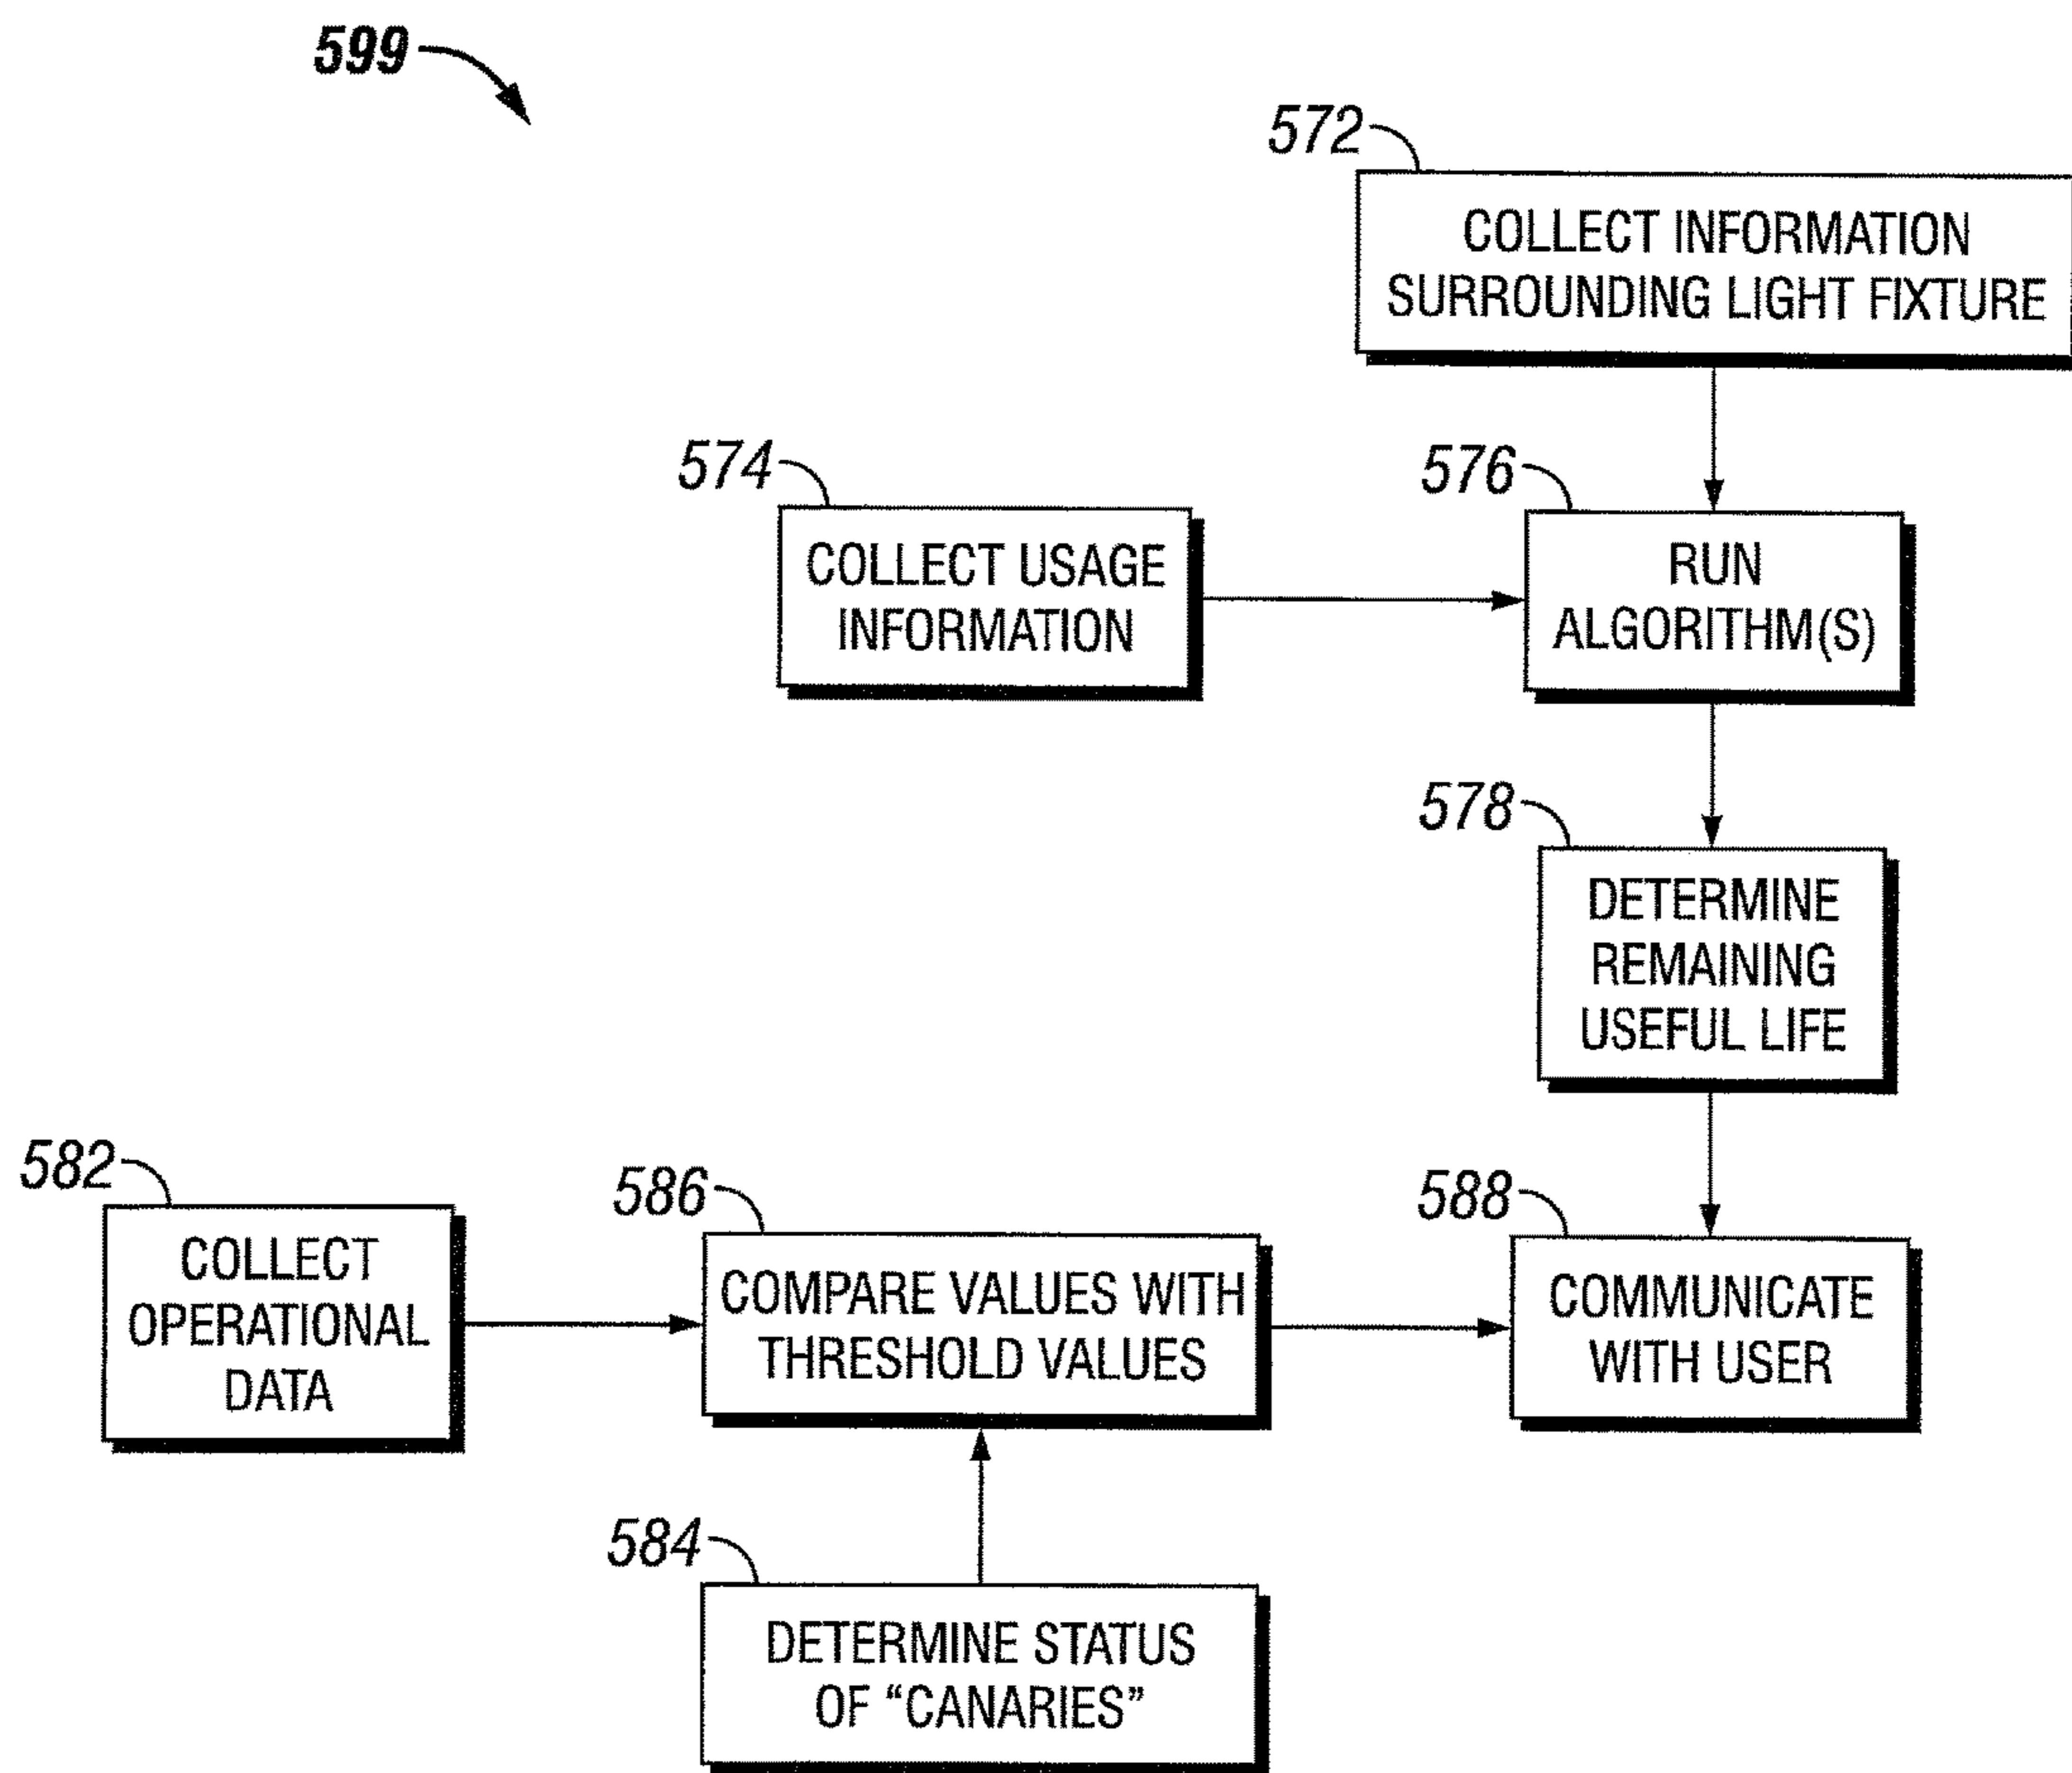 599
572
COLLECT INFORMATION
SURROUNDING LIGHT FIXTURE
574
COLLECT USAGE
INFORMATION
576
RUN
ALGORITHM(S)
578
DETERMINE
REMAINING
USEFUL LIFE
582
COLLECT
OPERATIONAL
DATA
586
COMPARE VALUES WITH
THRESHOLD VALUES
588
COMMUNICATE
WITH USER
584
DETERMINE STATUS
OF “CANARIES”